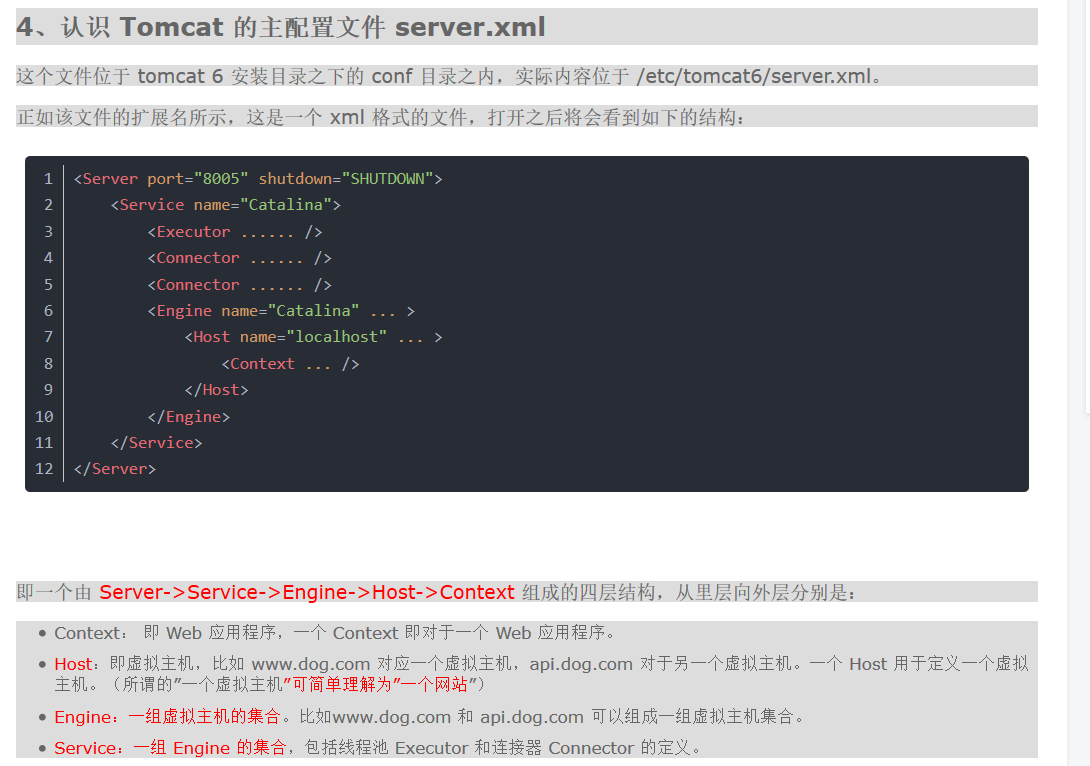 4、认识 Tomcat 的主配置文件 server.xml
这个文件位于 tomcat 6 安装目录之下的 conf 目录之内，实际内容位于 /etc/tomcat6/server.xml。
正如该文件的扩展名所示，这是一个 xml 格式的文件，打开之后将会看到如下的结构：
1 <Server port="8005" shutdown="SHUTDOWN">
2     <Service name="Catalina">
3         <Executor ...... />
4         <Connector ...... />
5         <Connector ...... />
6         <Engine name="Catalina" ... >
7             <Host name="localhost" ... >
8                 <Context ... />
9             </Host>
10         </Engine>
11     </Service>
12 </Server>
即一个由 Server->Service->Engine->Host->Context 组成的四层结构，从里层向外层分别是：
● Context： 即 Web 应用程序，一个 Context 即对于一个 Web 应用程序。
● Host：即虚拟主机，比如 www.dog.com 对应一个虚拟主机，api.dog.com 对于另一个虚拟主机。一个 Host 用于定义一个虚拟
主机。（所谓的”一个虚拟主机”可简单理解为”一个网站”）
● Engine：一组虚拟主机的集合。比如www.dog.com 和 api.dog.com 可以组成一组虚拟主机集合。
● Service：一组 Engine 的集合，包括线程池 Executor 和连接器 Connector 的定义。